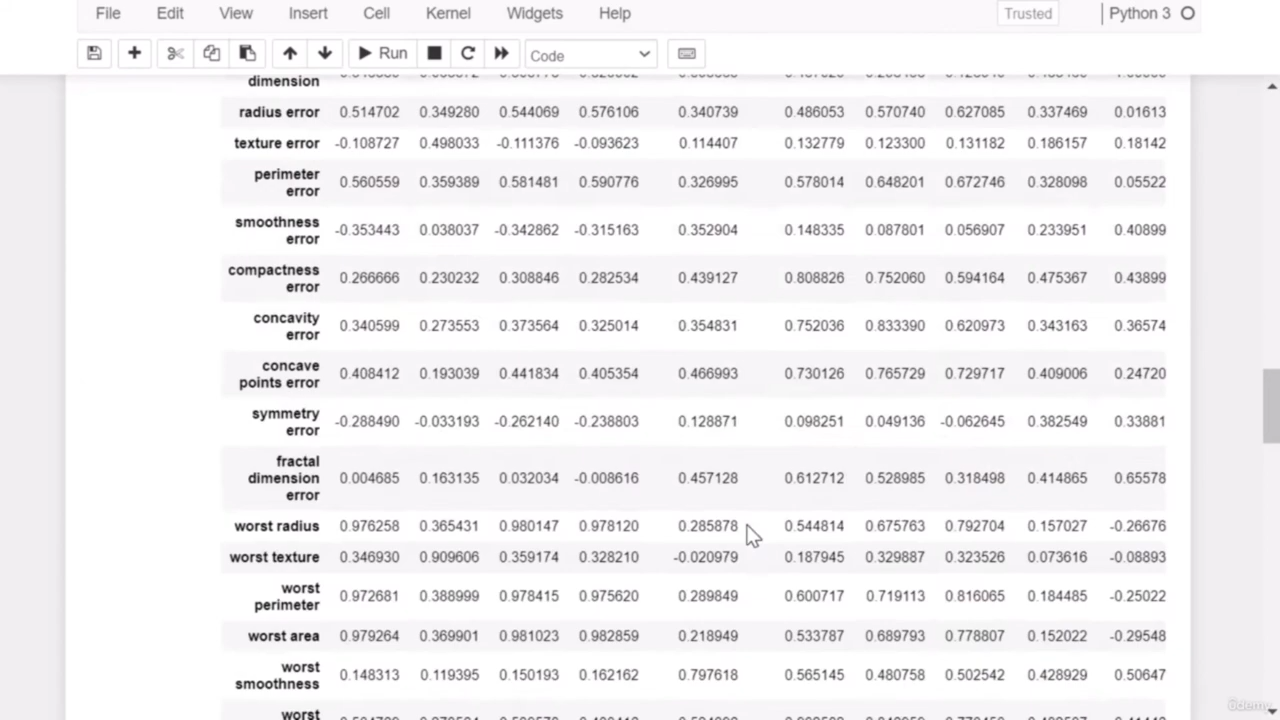 File Edit View Insert Cell Kernel Widgets Help Trusted Python 3
Run Code
dimension
radius error 0.514702 0.349280 0.544069 0.576106 0.340739 0.486053 0.570740 0.627085 0.337469 0.01613
texture error -0.108727 0.498033 -0.111376 -0.093623 0.114407 0.132779 0.123300 0.131182 0.186157 0.18142
perimeter
error 0.560559 0.359389 0.581481 0.590776 0.326995 0.578014 0.648201 0.672746 0.328098 0.05522
smoothness
error -0.353443 0.038037 -0.342862 -0.315163 0.352904 0.148335 0.087801 0.056907 0.233951 0.40899
compactness
error 0.266666 0.230232 0.308846 0.282534 0.439127 0.808826 0.752060 0.594164 0.475367 0.43899
concavity
error 0.340599 0.273553 0.373564 0.325014 0.354831 0.752036 0.833390 0.620973 0.343163 0.36574
concave
points error 0.408412 0.193039 0.441834 0.405354 0.466993 0.730126 0.765729 0.729717 0.409006 0.24720
symmetry
error -0.288490 -0.033193 -0.262140 -0.238803 0.128871 0.098251 0.049136 -0.062645 0.382549 0.33881
fractal
dimension 0.004685 0.163135 0.032034 -0.008616 0.457128 0.612712 0.528985 0.318498 0.414865 0.65578
error
worst radius 0.976258 0.365431 0.980147 0.978120 0.285878 0.544814 0.675763 0.792704 0.157027 -0.26676
worst texture 0.346930 0.909606 0.359174 0.328210 -0.020979 0.187945 0.329887 0.323526 0.073616 -0.08893
worst
perimeter 0.972681 0.388999 0.978415 0.975620 0.289849 0.600717 0.719113 0.816065 0.184485 -0.25022
worst area 0.979264 0.369901 0.981023 0.982859 0.218949 0.533787 0.689793 0.778807 0.152022 -0.29548
worst
smoothness 0.148313 0.119395 0.150193 0.162162 0.797618 0.565145 0.480758 0.502542 0.428929 0.50647
worst
ûdemy